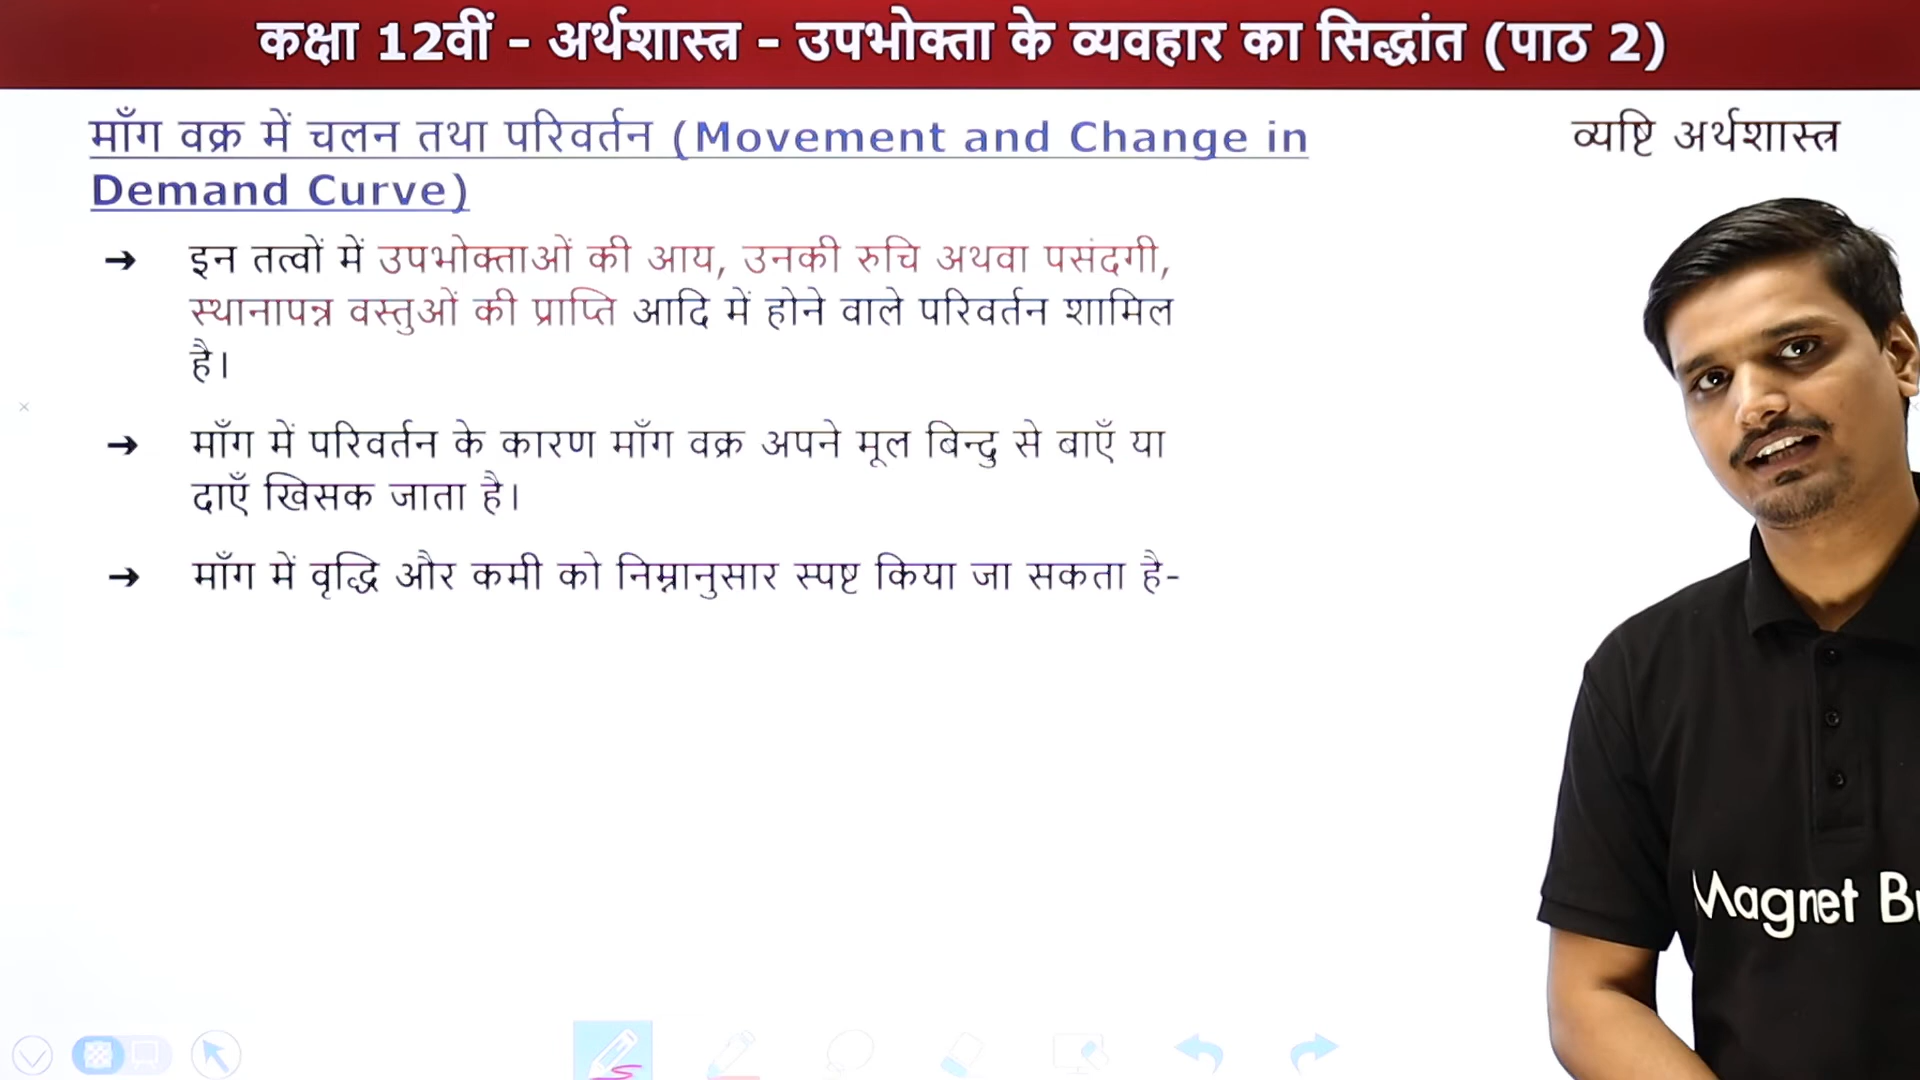 कक्षा 12वीं - अर्थशास्त्र - उपभोक्ता के व्यवहार का सिद्धांत (पाठ 2)
माँग वक्र में चलन तथा परिवर्तन (Movement and Change in
Demand Curve)
व्यष्टि अर्थशास्त्र
➔ इन तत्वों में उपभोक्ताओं की आय, उनकी रुचि अथवा पसंदगी,
स्थानापन्न वस्तुओं की प्राप्ति आदि में होने वाले परिवर्तन शामिल
है।
➔ माँग में परिवर्तन के कारण माँग वक्र अपने मूल बिन्दु से बाएँ या
दाएँ खिसक जाता है।
➔ माँग में वृद्धि और कमी को निम्नानुसार स्पष्ट किया जा सकता है-
Magnet Br